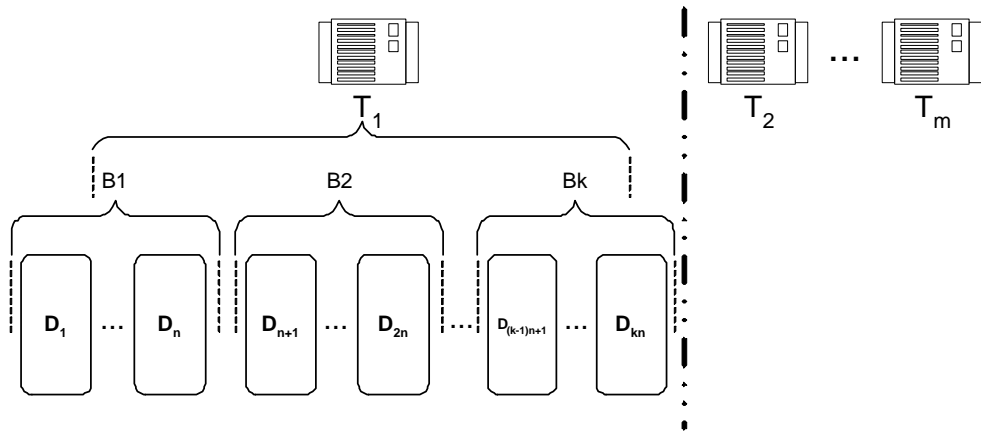 T1
T2 ... Tm
B1 B2 Bk
D1 ... Dn Dn+1 ... D2n ... D(k-1)n+1 ... Dkn